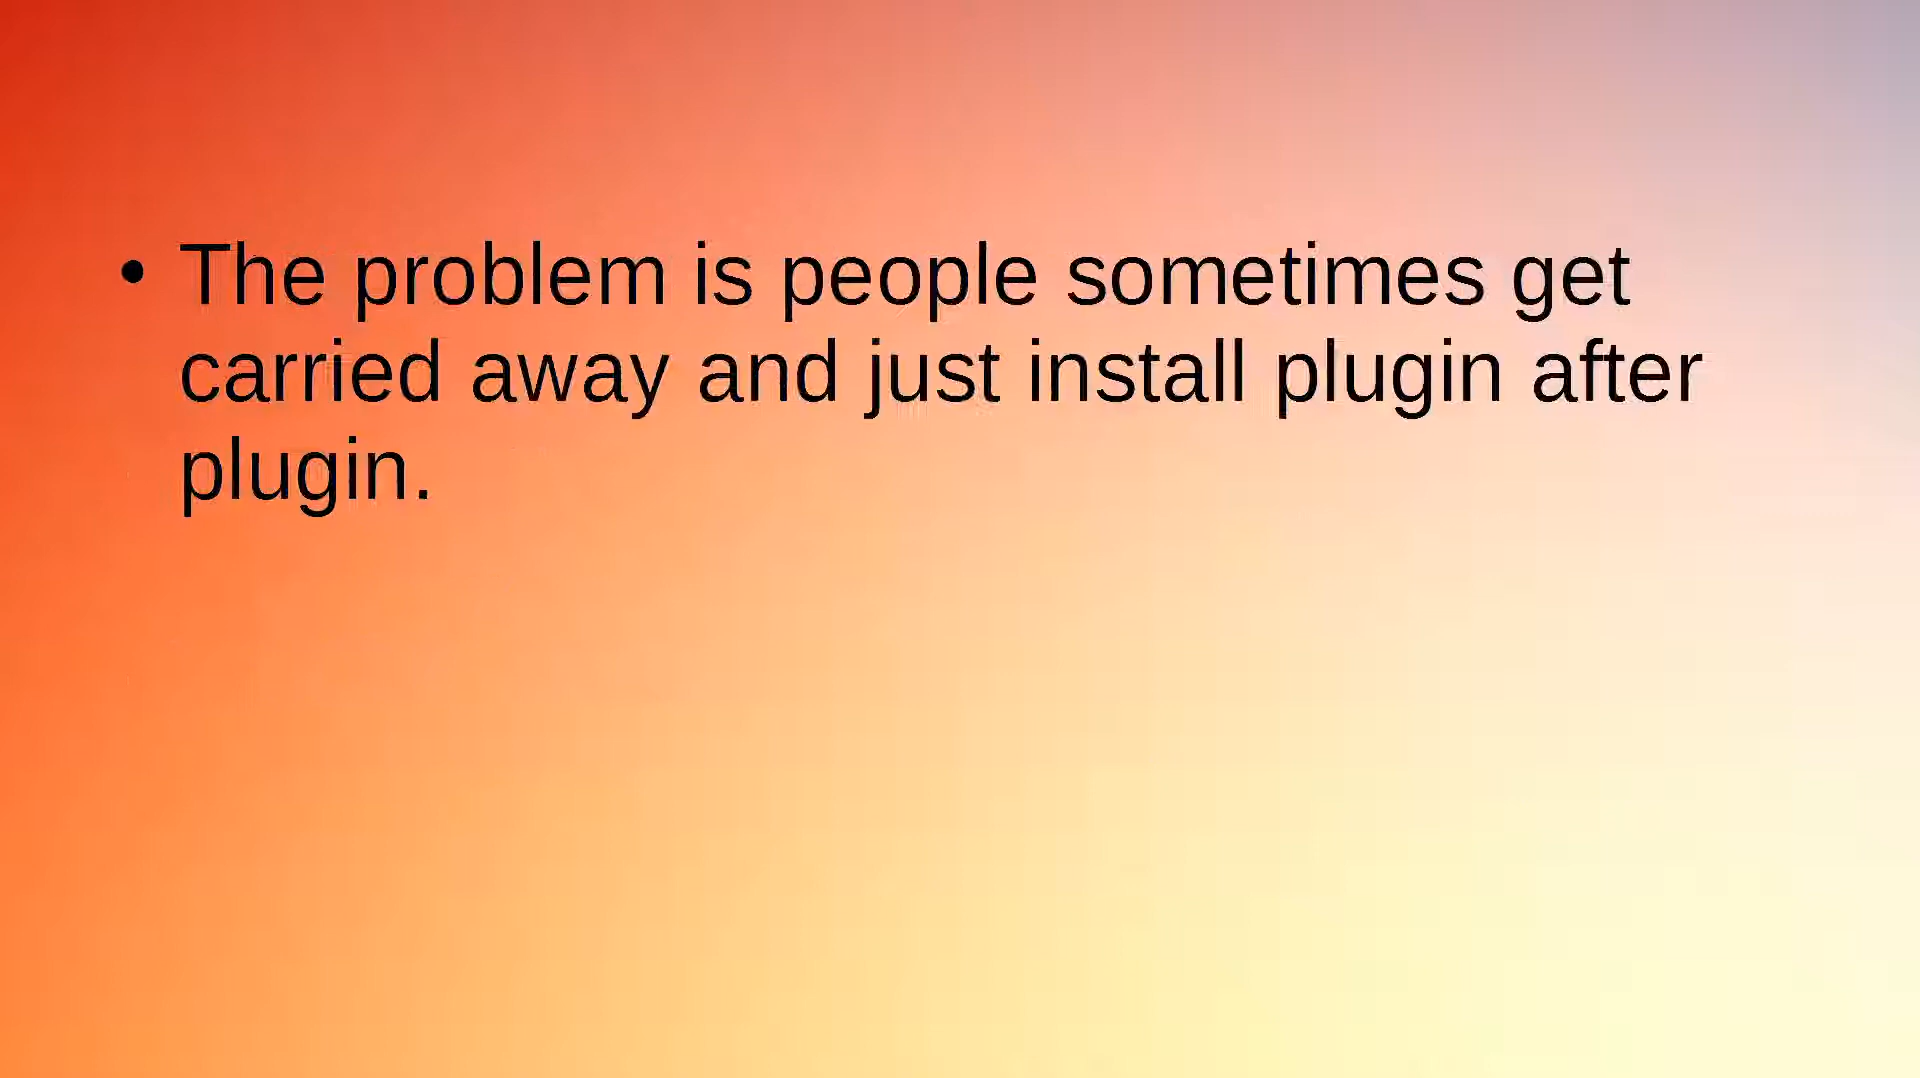 • The problem is people sometimes get
carried away and just install plugin after
plugin.